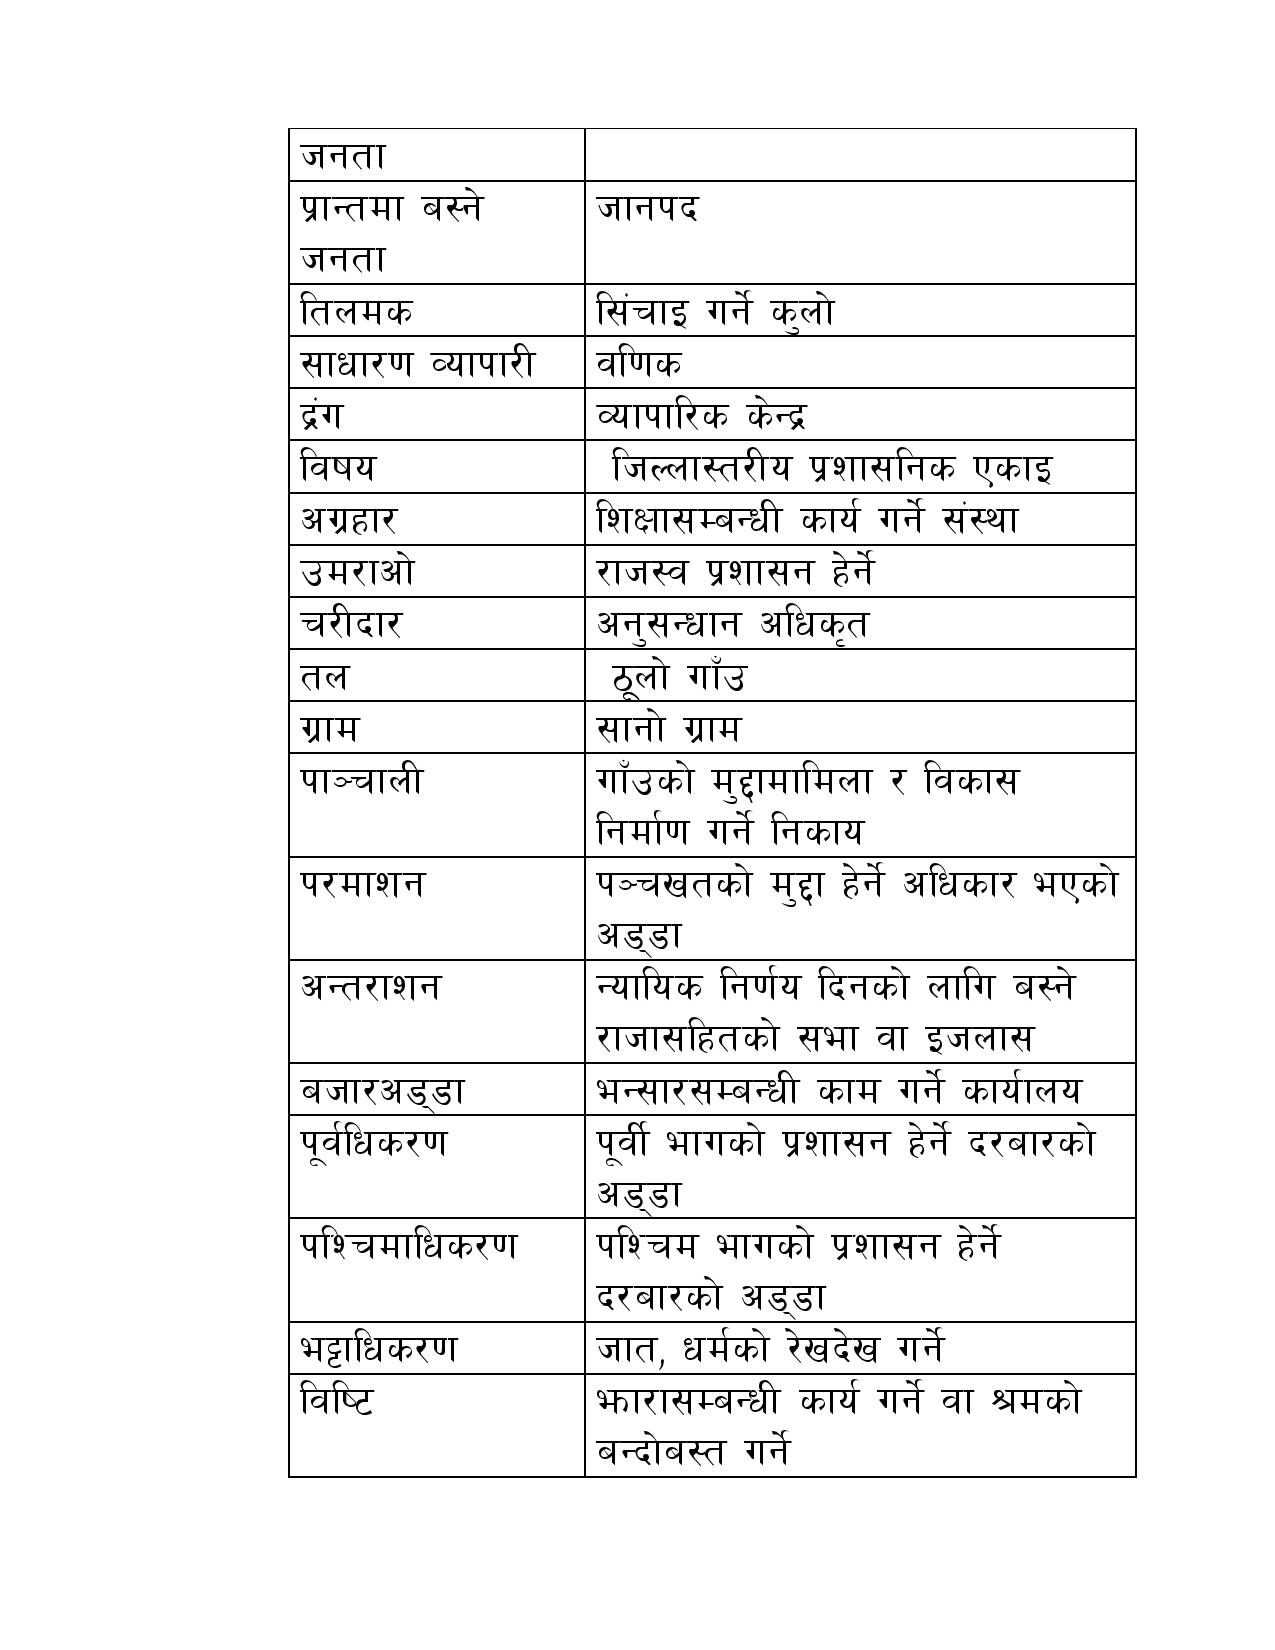 जनता
प्रान्तमा बस्ने जानपद
जनता
तिलमक सिंचाइ गर्ने कुलो
साधारण व्यापारी वणिक
द्रंग व्यापारिक केन्द्र
विषय जिल्लास्तरीय प्रशासनिक एकाइ
अग्रहार शिक्षासम्बन्धी कार्य गर्ने संस्था
उमराओ राजस्व प्रशासन हेर्ने
चरीदार अनुसन्धान अधिकृत
तल ठूलो गाँउ
ग्राम सानो ग्राम
पाञ्चाली गाँउको मुद्दामामिला र विकास
निर्माण गर्ने निकाय
परमाशन पञ्चखतको मुद्दा हेर्ने अधिकार भएको
अड्डा
अन्तराशन न्यायिक निर्णय दिनको लागि बस्ने
राजासहितको सभा वा इजलास
बजारअड्डा भन्सारसम्बन्धी काम गर्ने कार्यालय
पूर्वधिकरण पूर्वी भागको प्रशासन हेर्ने दरबारको
अड्डा
पश्चिमाधिकरण पश्चिम भागको प्रशासन हेर्ने
दरबारको अड्डा
भट्टाधिकरण जात, धर्मको रेखदेख गर्ने
विष्टि झारासम्बन्धी कार्य गर्ने वा श्रमको
बन्दोबस्त गर्ने